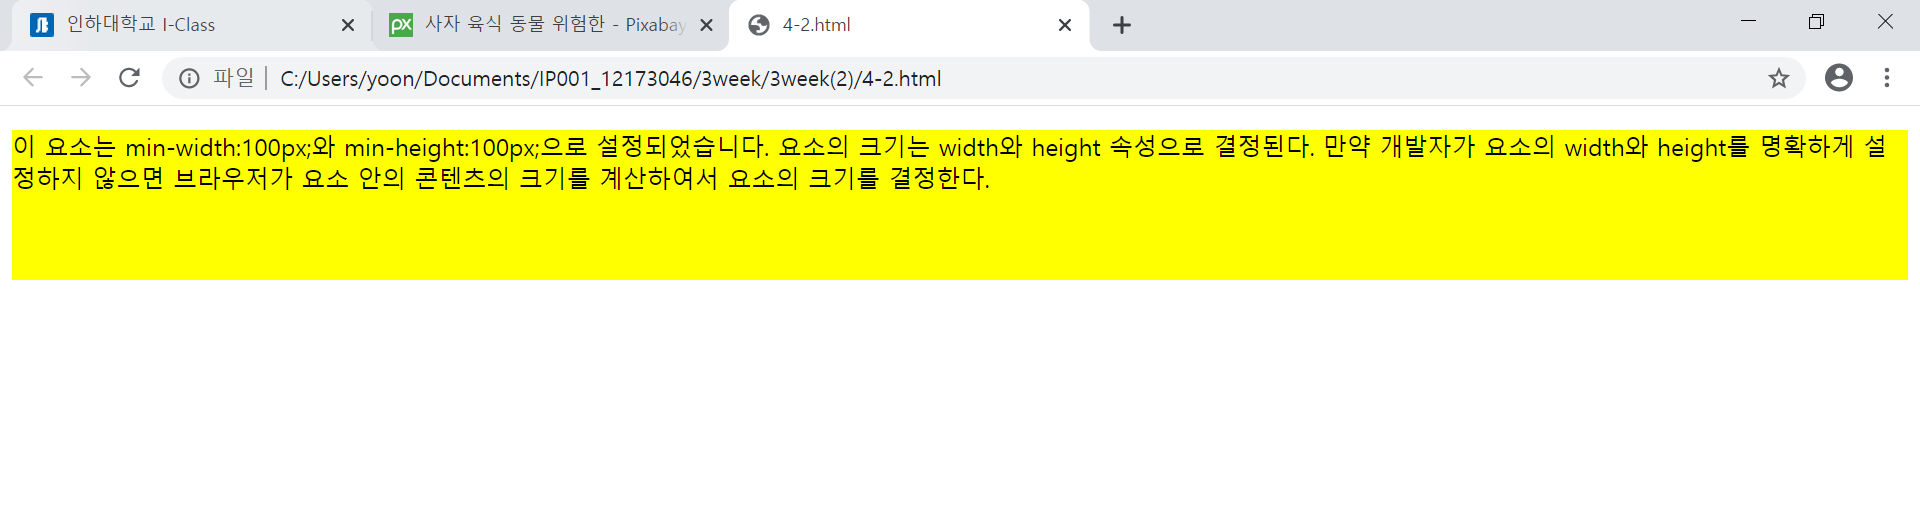 인하대학교 I-Class
사자 육식 동물 위험한 - Pixabay
4-2.html
파일 | C:/Users/yoon/Documents/IP001_12173046/3week/3week(2)/4-2.html
이 요소는 min-width:100px;와 min-height:100px;으로 설정되었습니다. 요소의 크기는 width와 height 속성으로 결정된다. 만약 개발자가 요소의 width와 height를 명확하게 설
정하지 않으면 브라우저가 요소 안의 콘텐츠의 크기를 계산하여서 요소의 크기를 결정한다.